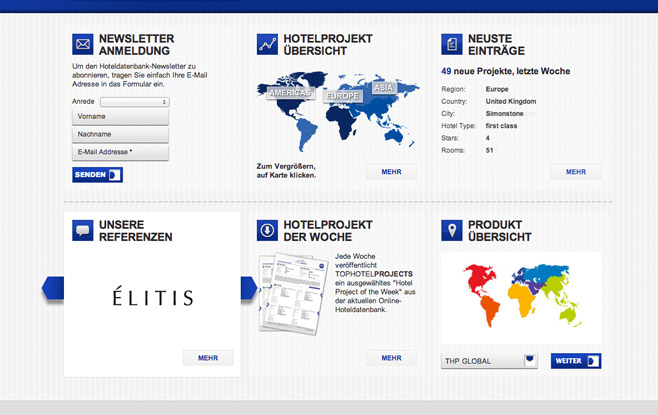 NEWSLETTER
ANMELDUNG
Um den Hoteldatenbank-Newsletter zu
abonnieren, tragen Sie einfach Ihre E-Mail
Adresse in das Formular ein.
Anrede
Vorname
Nachname
E-Mail Addresse *
SENDEN
HOTELPROJEKT
ÜBERSICHT
AMERICAS
EUROPE
ASIA
Zum Vergrößern,
auf Karte klicken.
MEHR
NEUSTE
EINTRÄGE
49 neue Projekte, letzte Woche
Region: Europe
Country: United Kingdom
City: Simonstone
Hotel Type: first class
Stars: 4
Rooms: 51
MEHR
UNSERE
REFERENZEN
ÉLITIS
MEHR
HOTELPROJEKT
DER WOCHE
Jede Woche
veröffentlicht
TOPHOTELPROJECTS
ein ausgewähltes "Hotel
Project of the Week" aus
der aktuellen Online-
Hoteldatenbank.
MEHR
PRODUKT
ÜBERSICHT
THP GLOBAL
WEITER